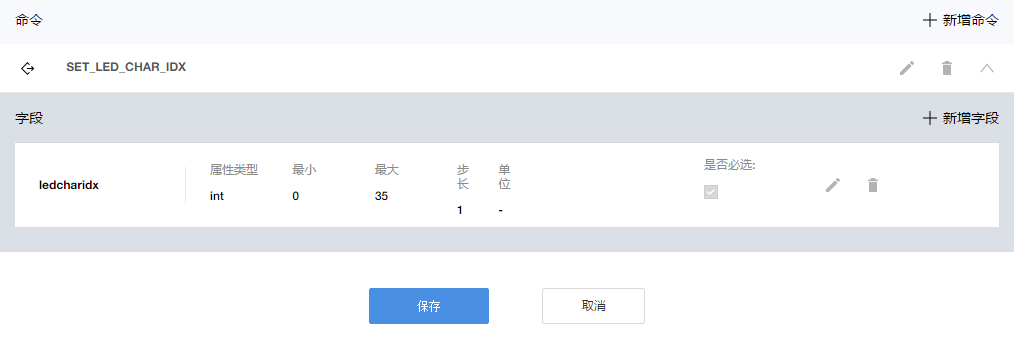 命令
新增命令
SET_LED_CHAR_IDX
字段
新增字段
ledcharidx
属性类型
int
最小
0
最大
35
步
长
1
单
位
-
是否必选:
保存
取消